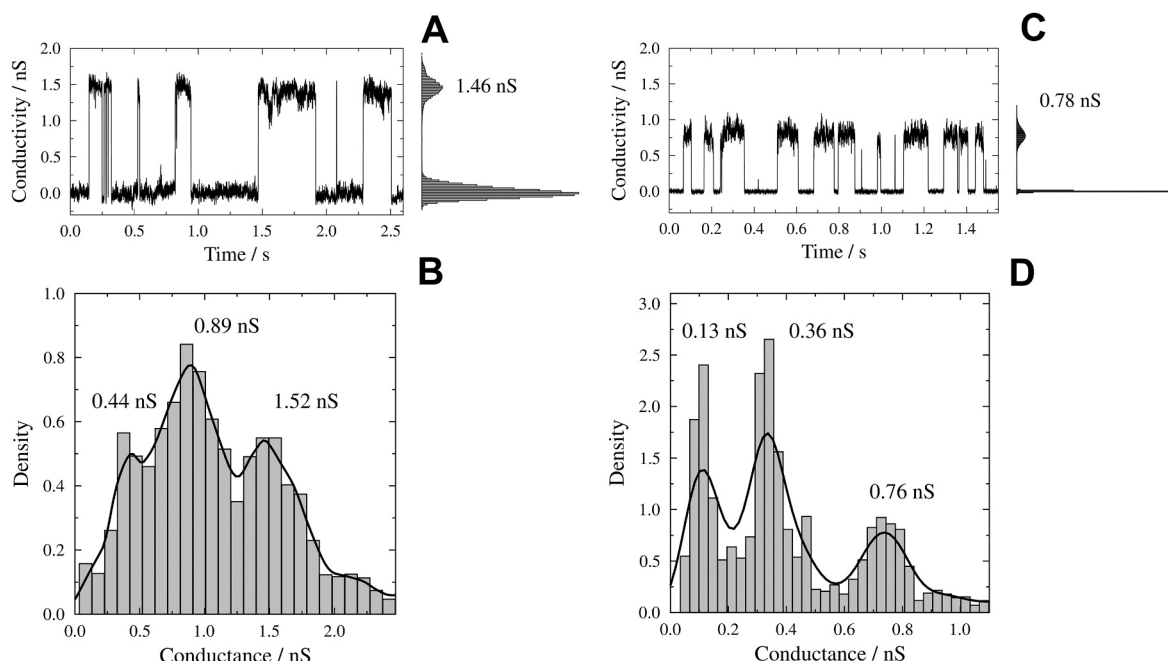 A
2.0
1.5
1.0
0.5
0.0
Conductivity / nS
0.0 0.5 1.0 1.5 2.0 2.5
Time / s
1.46 nS
C
2.0
1.5
1.0
0.5
0.0
Conductivity / nS
0.0 0.2 0.4 0.6 0.8 1.0 1.2 1.4
Time / s
0.78 nS
B
1.0
0.8
0.6
0.4
0.2
0.0
Density
0.44 nS
0.89 nS
1.52 nS
0.0 0.5 1.0 1.5 2.0
Conductance / nS
D
3.0
2.5
2.0
1.5
1.0
0.5
0.0
Density
0.13 nS
0.36 nS
0.76 nS
0.0 0.2 0.4 0.6 0.8 1.0
Conductance / nS